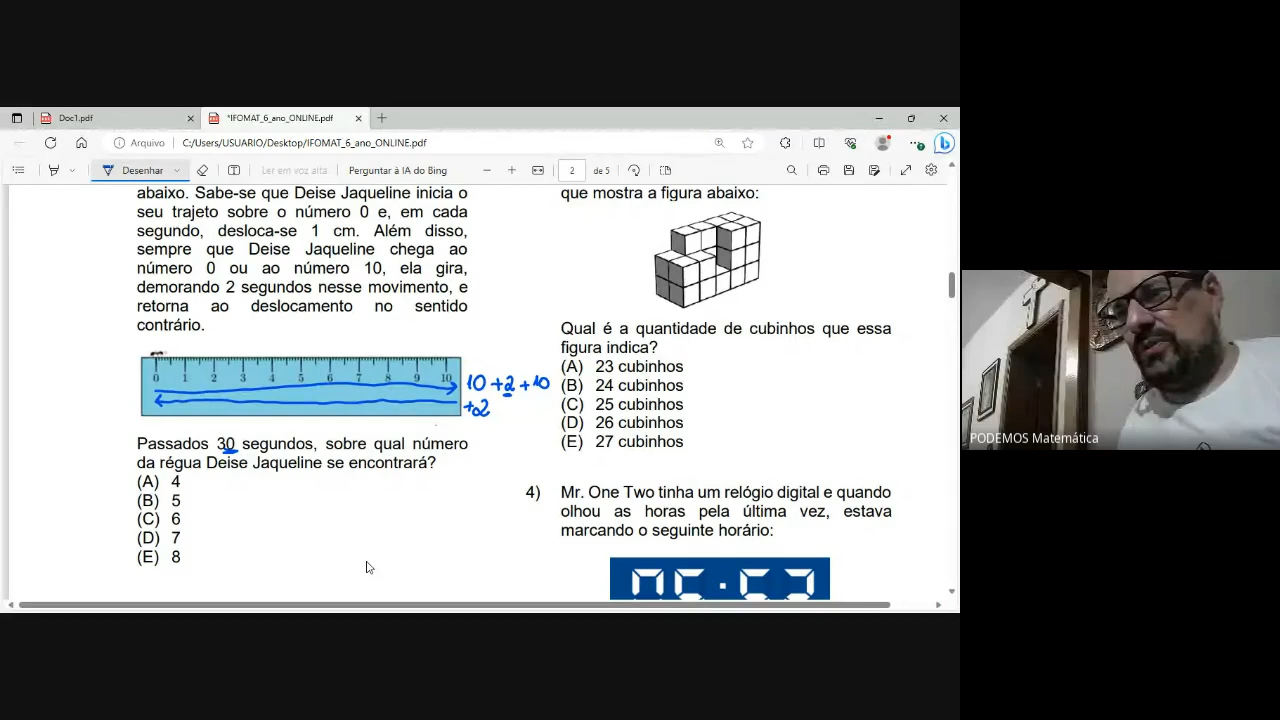 Doc1.pdf
*IFOMAT_6_ano_ONLINE.pdf
Arquivo
C:/Users/USUARIO/Desktop/IFOMAT_6_ano_ONLINE.pdf
Desenhar
Ler em voz alta
Perguntar à IA do Bing
2
de 5
abaixo. Sabe-se que Deise Jaqueline inicia o
seu trajeto sobre o número 0 e, em cada
segundo, desloca-se 1 cm. Além disso,
sempre que Deise Jaqueline chega ao
número 0 ou ao número 10, ela gira,
demorando 2 segundos nesse movimento, e
retorna ao deslocamento no sentido
contrário.
0 1 2 3 4 5 6 7 8 9 10
10 + 2 + 10
+2
Passados 30 segundos, sobre qual número
da régua Deise Jaqueline se encontrará?
(A) 4
(B) 5
(C) 6
(D) 7
(E) 8
que mostra a figura abaixo:
Qual é a quantidade de cubinhos que essa
figura indica?
(A) 23 cubinhos
(B) 24 cubinhos
(C) 25 cubinhos
(D) 26 cubinhos
(E) 27 cubinhos
4) Mr. One Two tinha um relógio digital e quando
olhou as horas pela última vez, estava
marcando o seguinte horário:
PODEMOS Matemática